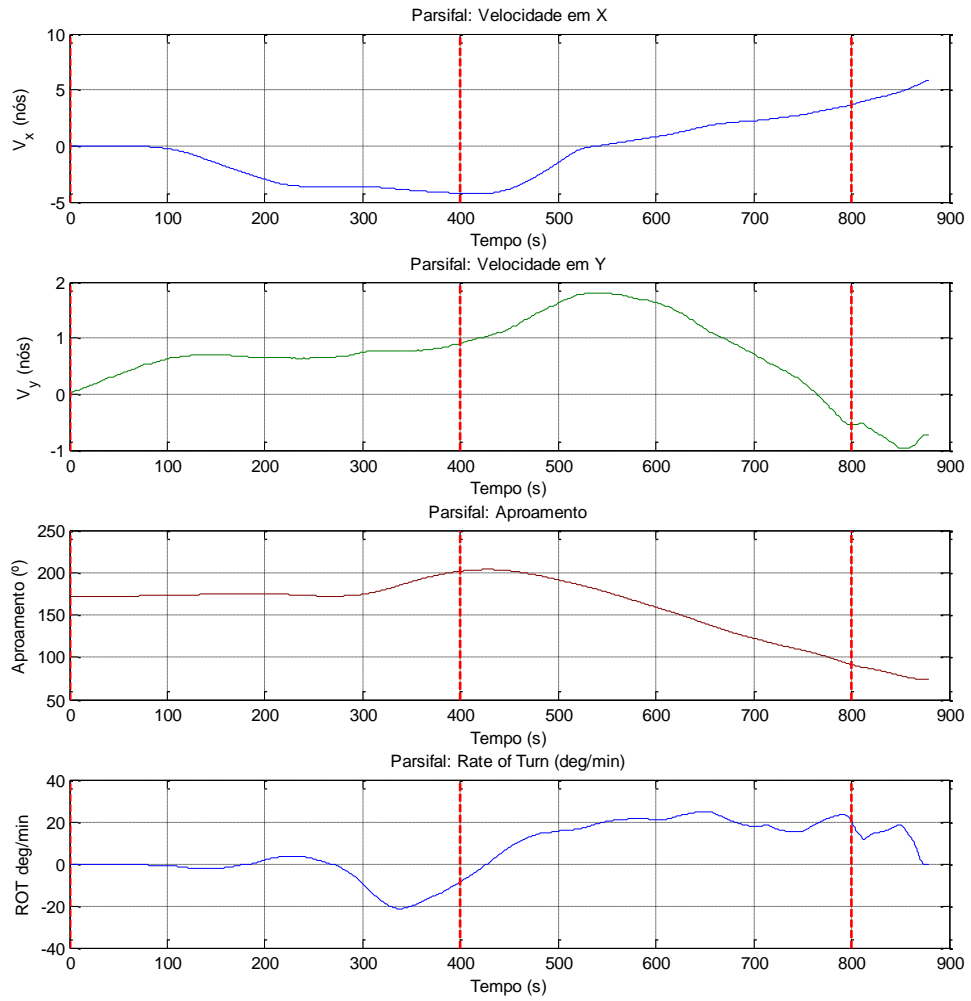 Parsifal: Velocidade em X
10
5
0
-5
V_x (nós)
0 100 200 300 400 500 600 700 800 900
Tempo (s)
Parsifal: Velocidade em Y
2
1
0
-1
V_y (nós)
0 100 200 300 400 500 600 700 800 900
Tempo (s)
Parsifal: Aproamento
250
200
150
100
50
Aproamento (º)
0 100 200 300 400 500 600 700 800 900
Tempo (s)
Parsifal: Rate of Turn (deg/min)
40
20
0
-20
-40
ROT deg/min
0 100 200 300 400 500 600 700 800 900
Tempo (s)